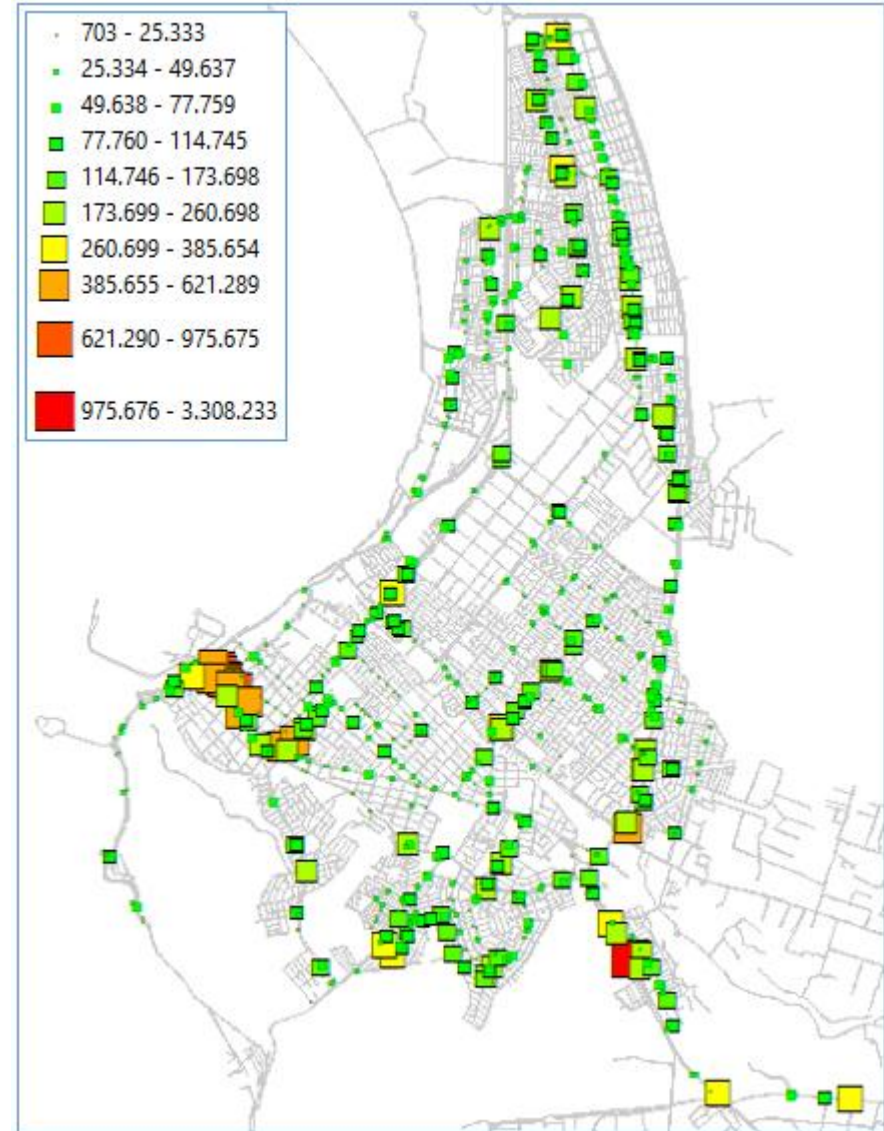 703 - 25.333
25.334 - 49.637
49.638 - 77.759
77.760 - 114.745
114.746 - 173.698
173.699 - 260.698
260.699 - 385.654
385.655 - 621.289
621.290 - 975.675
975.676 - 3.308.233